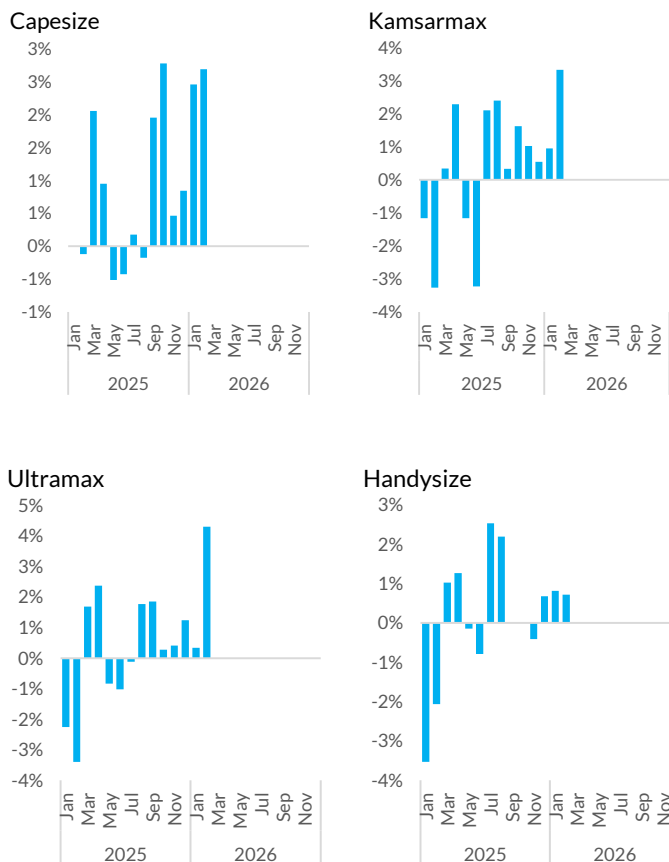 Capesize
3%
3%
2%
2%
1%
1%
0%
-1%
-1%
Jan
Mar
May
Jul
Sep
Nov
Jan
Mar
May
Jul
Sep
Nov
2025
2026
Kamsarmax
4%
3%
2%
1%
0%
-1%
-2%
-3%
-4%
Jan
Mar
May
Jul
Sep
Nov
Jan
Mar
May
Jul
Sep
Nov
2025
2026
Ultramax
5%
4%
3%
2%
1%
0%
-1%
-2%
-3%
-4%
Jan
Mar
May
Jul
Sep
Nov
Jan
Mar
May
Jul
Sep
Nov
2025
2026
Handysize
3%
2%
1%
0%
-1%
-2%
-3%
-4%
Jan
Mar
May
Jul
Sep
Nov
Jan
Mar
May
Jul
Sep
Nov
2025
2026